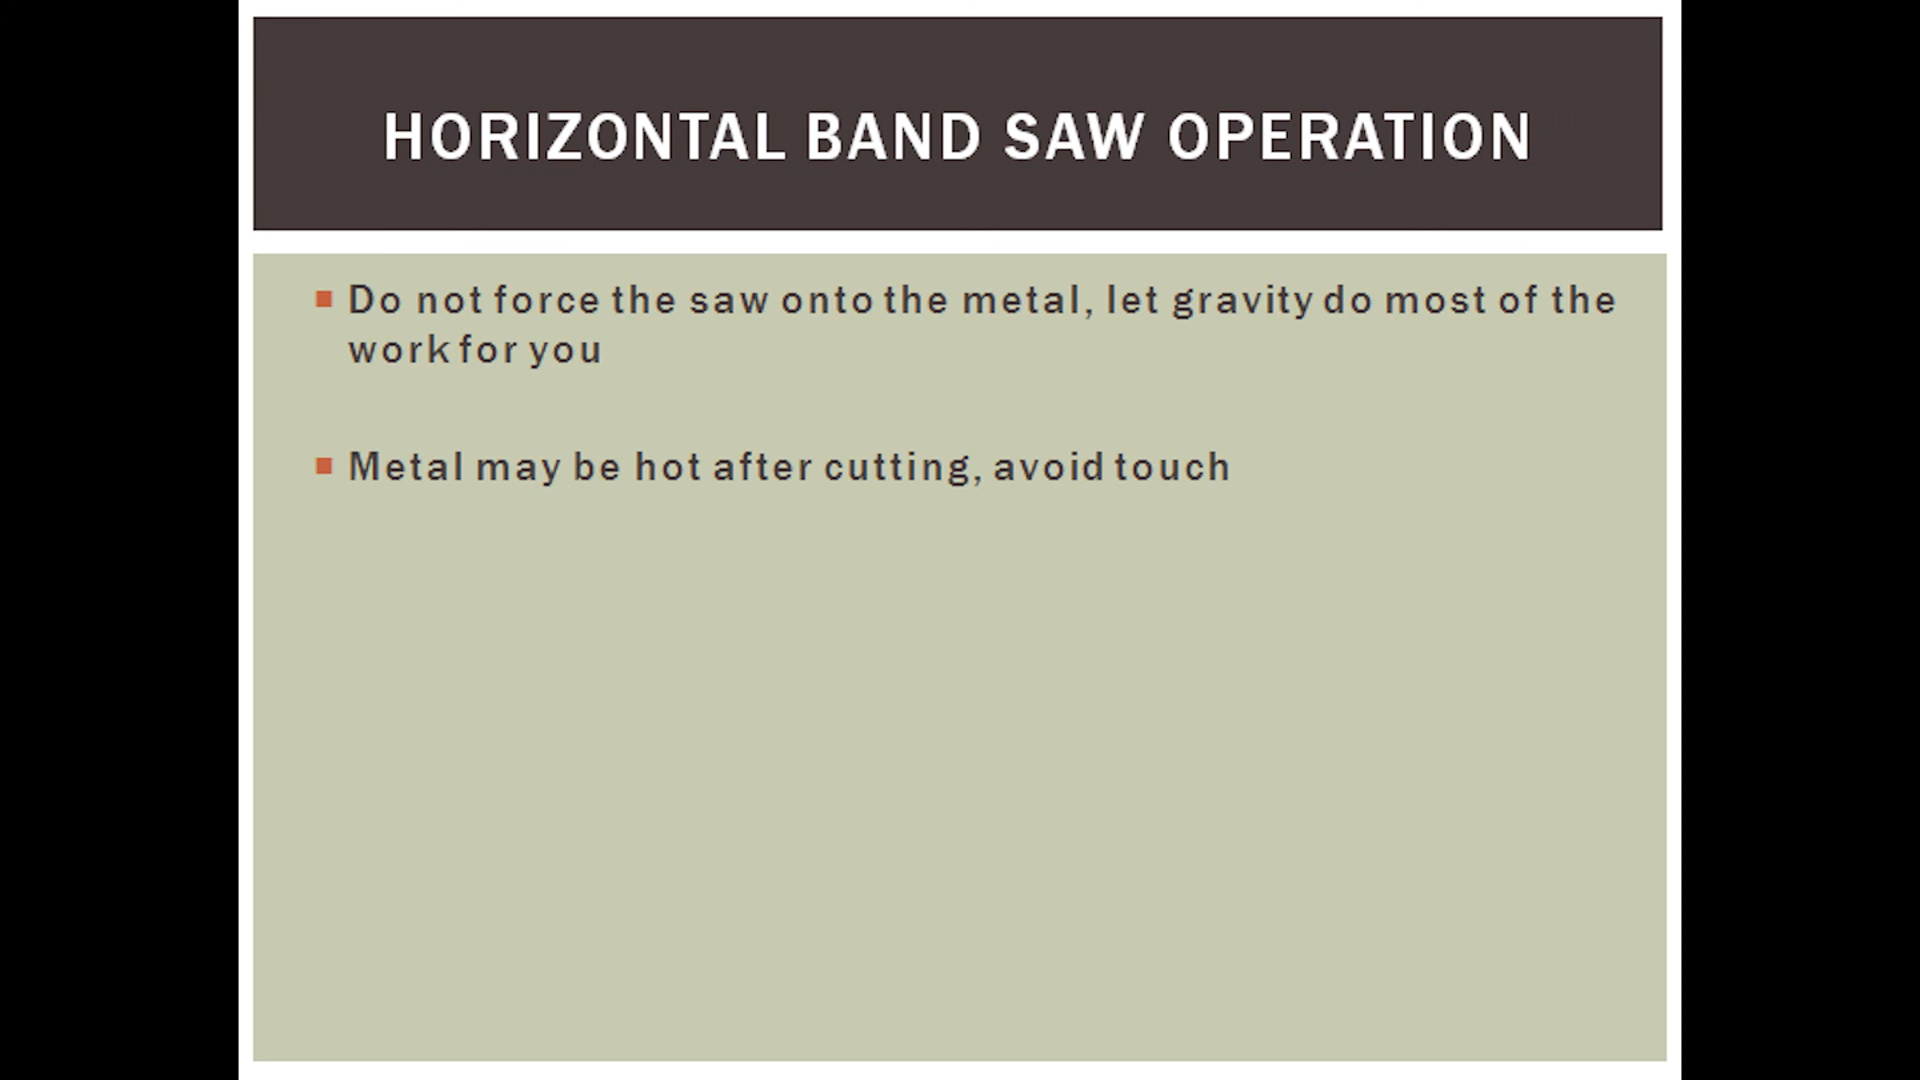 HORIZONTAL BAND SAW OPERATION
Do not force the saw onto the metal, let gravity do most of the
work for you
Metal may be hot after cutting, avoid touch